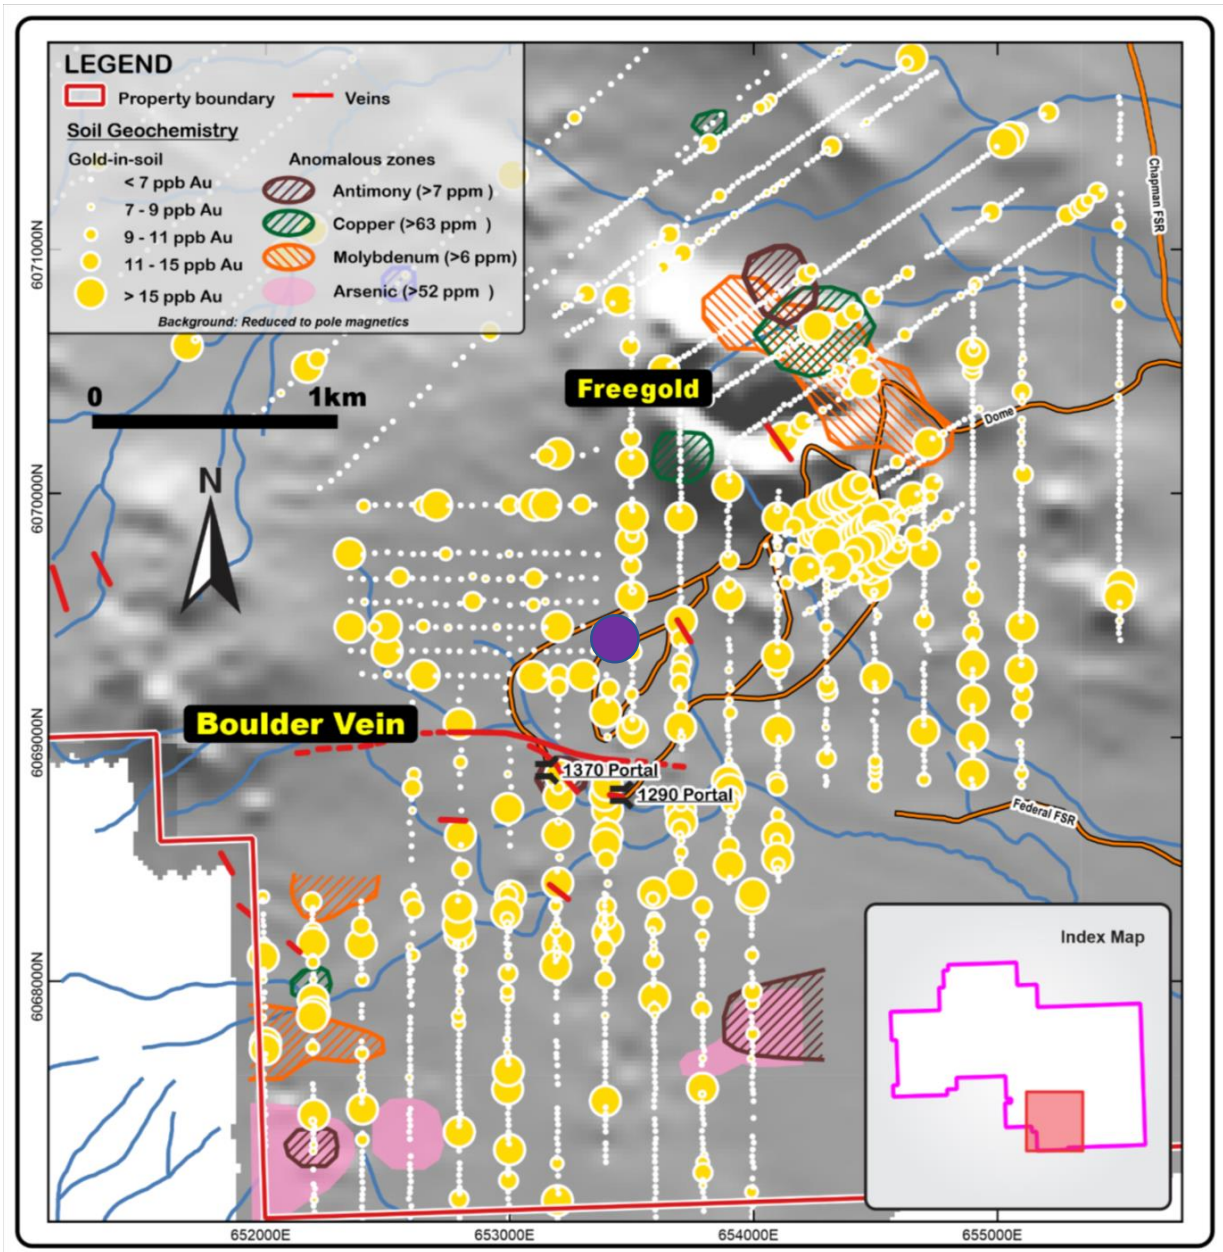 LEGEND
Property boundary
Veins
Soil Geochemistry
Gold-in-soil
Anomalous zones
< 7 ppb Au
7 - 9 ppb Au
9 - 11 ppb Au
11 - 15 ppb Au
> 15 ppb Au
Antimony (>7 ppm )
Copper (>63 ppm )
Molybdenum (>6 ppm)
Arsenic (>52 ppm )
Background: Reduced to pole magnetics
0
1km
N
Freegold
Boulder Vein
1370 Portal
1290 Portal
Chapman FSR
Dome
Federal FSR
Index Map
6071000N
6070000N
6069000N
6068000N
652000E
653000E
654000E
655000E